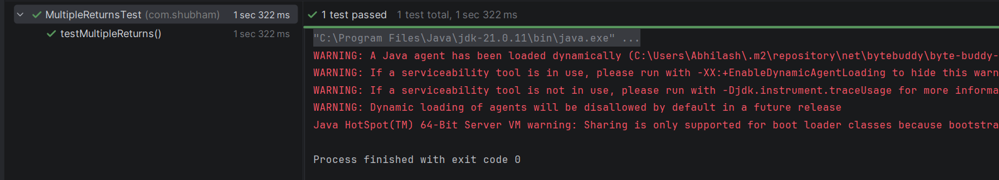 MultipleReturnsTest (com.shubham) 1 sec 322 ms
testMultipleReturns() 1 sec 322 ms
1 test passed 1 test total, 1 sec 322 ms
"C:\Program Files\Java\jdk-21.0.11\bin\java.exe" ...
WARNING: A Java agent has been loaded dynamically (C:\Users\Abhilash\.m2\repository\net\bytebuddy\byte-buddy-
WARNING: If a serviceability tool is in use, please run with -XX:+EnableDynamicAgentLoading to hide this warn
WARNING: If a serviceability tool is not in use, please run with -Djdk.instrument.traceUsage for more informa
WARNING: Dynamic loading of agents will be disallowed by default in a future release
Java HotSpot(TM) 64-Bit Server VM warning: Sharing is only supported for boot loader classes because bootstra
Process finished with exit code 0